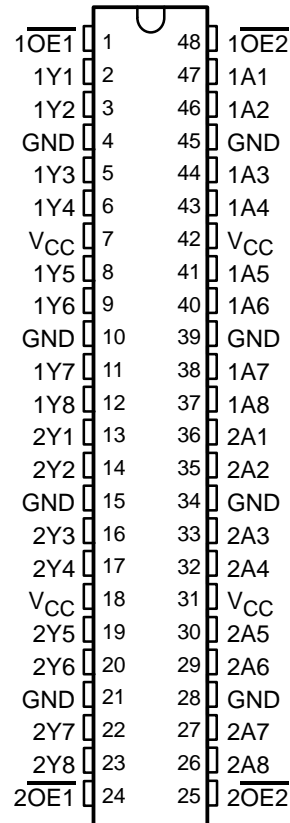 1OE1 1 48 1OE2
1Y1 2 47 1A1
1Y2 3 46 1A2
GND 4 45 GND
1Y3 5 44 1A3
1Y4 6 43 1A4
VCC 7 42 VCC
1Y5 8 41 1A5
1Y6 9 40 1A6
GND 10 39 GND
1Y7 11 38 1A7
1Y8 12 37 1A8
2Y1 13 36 2A1
2Y2 14 35 2A2
GND 15 34 GND
2Y3 16 33 2A3
2Y4 17 32 2A4
VCC 18 31 VCC
2Y5 19 30 2A5
2Y6 20 29 2A6
GND 21 28 GND
2Y7 22 27 2A7
2Y8 23 26 2A8
2OE1 24 25 2OE2